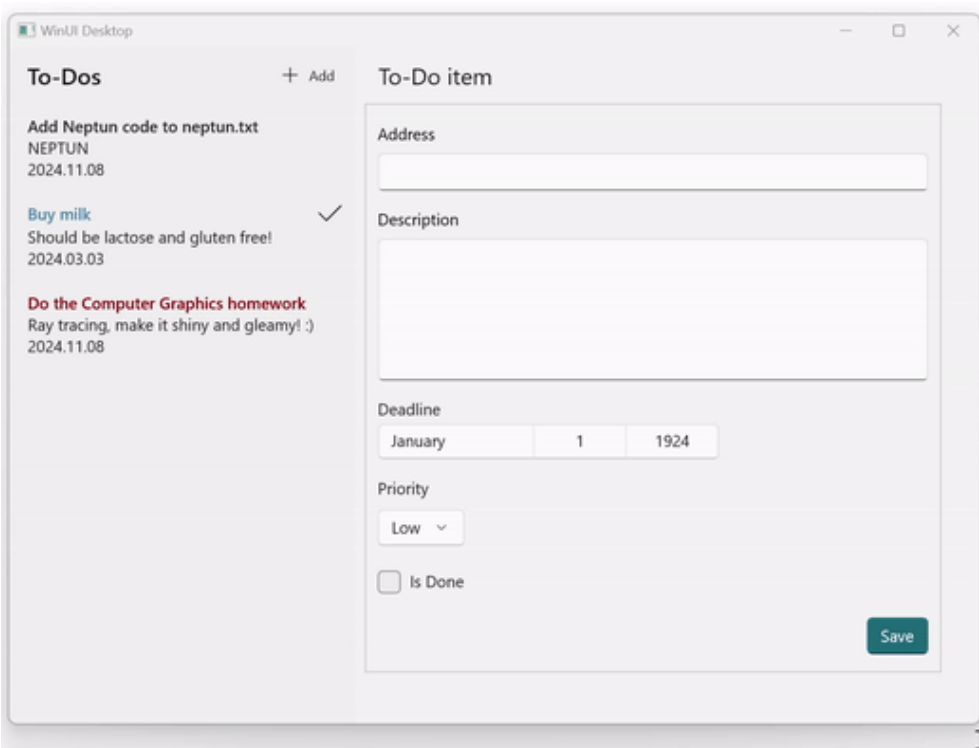 WinUI Desktop
To-Dos
Add
Add Neptun code to neptun.txt
NEPTUN
2024.11.08
Buy milk
Should be lactose and gluten free!
2024.03.03
Do the Computer Graphics homework
Ray tracing, make it shiny and gleamy! :)
2024.11.08
To-Do item
Address
Description
Deadline
January 1 1924
Priority
Low
Is Done
Save